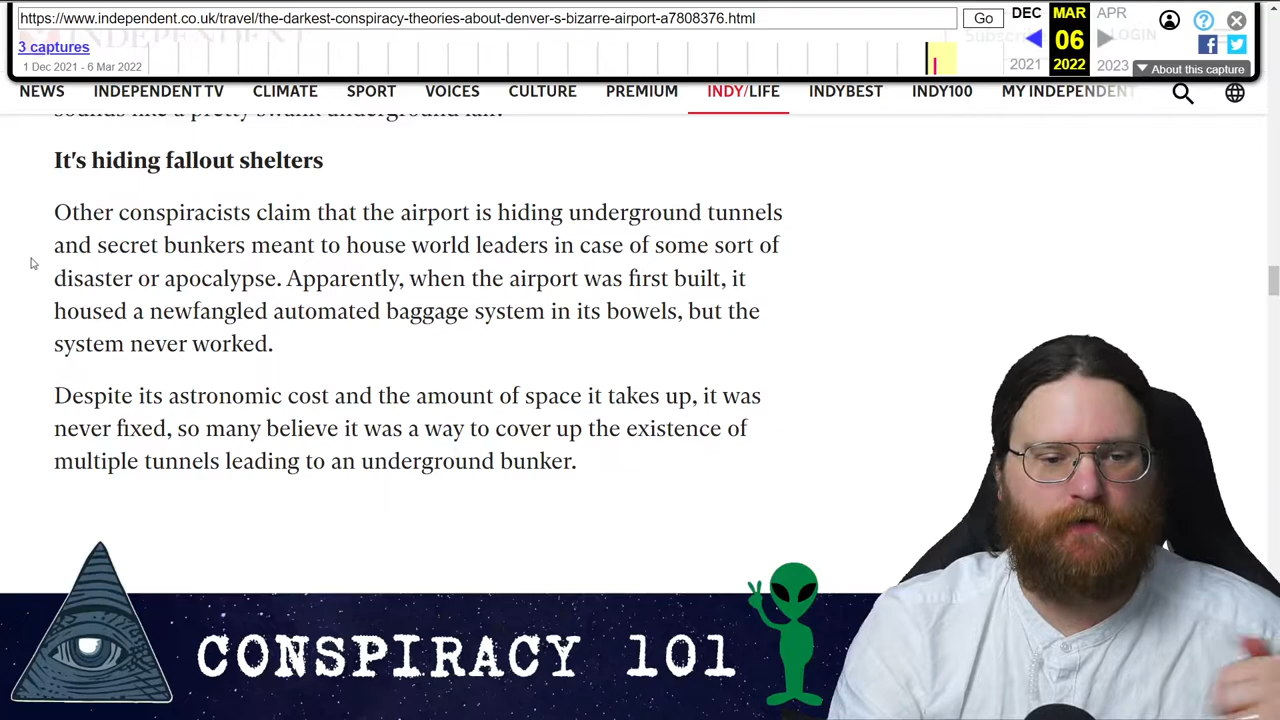 https://www.independent.co.uk/travel/the-darkest-conspiracy-theories-about-denver-s-bizarre-airport-a7808376.html
Go
DEC
MAR
APR
3 captures
06
LOGIN
1 Dec 2021 - 6 Mar 2022
2021
2022
2023
About this capture
NEWS
INDEPENDENT TV
CLIMATE
SPORT
VOICES
CULTURE
PREMIUM
INDY/LIFE
INDYBEST
INDY100
MY INDEPENDENT
sounds like a pretty swank underground lair.
It's hiding fallout shelters
Other conspiracists claim that the airport is hiding underground tunnels
and secret bunkers meant to house world leaders in case of some sort of
disaster or apocalypse. Apparently, when the airport was first built, it
housed a newfangled automated baggage system in its bowels, but the
system never worked.
Despite its astronomic cost and the amount of space it takes up, it was
never fixed, so many believe it was a way to cover up the existence of
multiple tunnels leading to an underground bunker.
CONSPIRACY 101